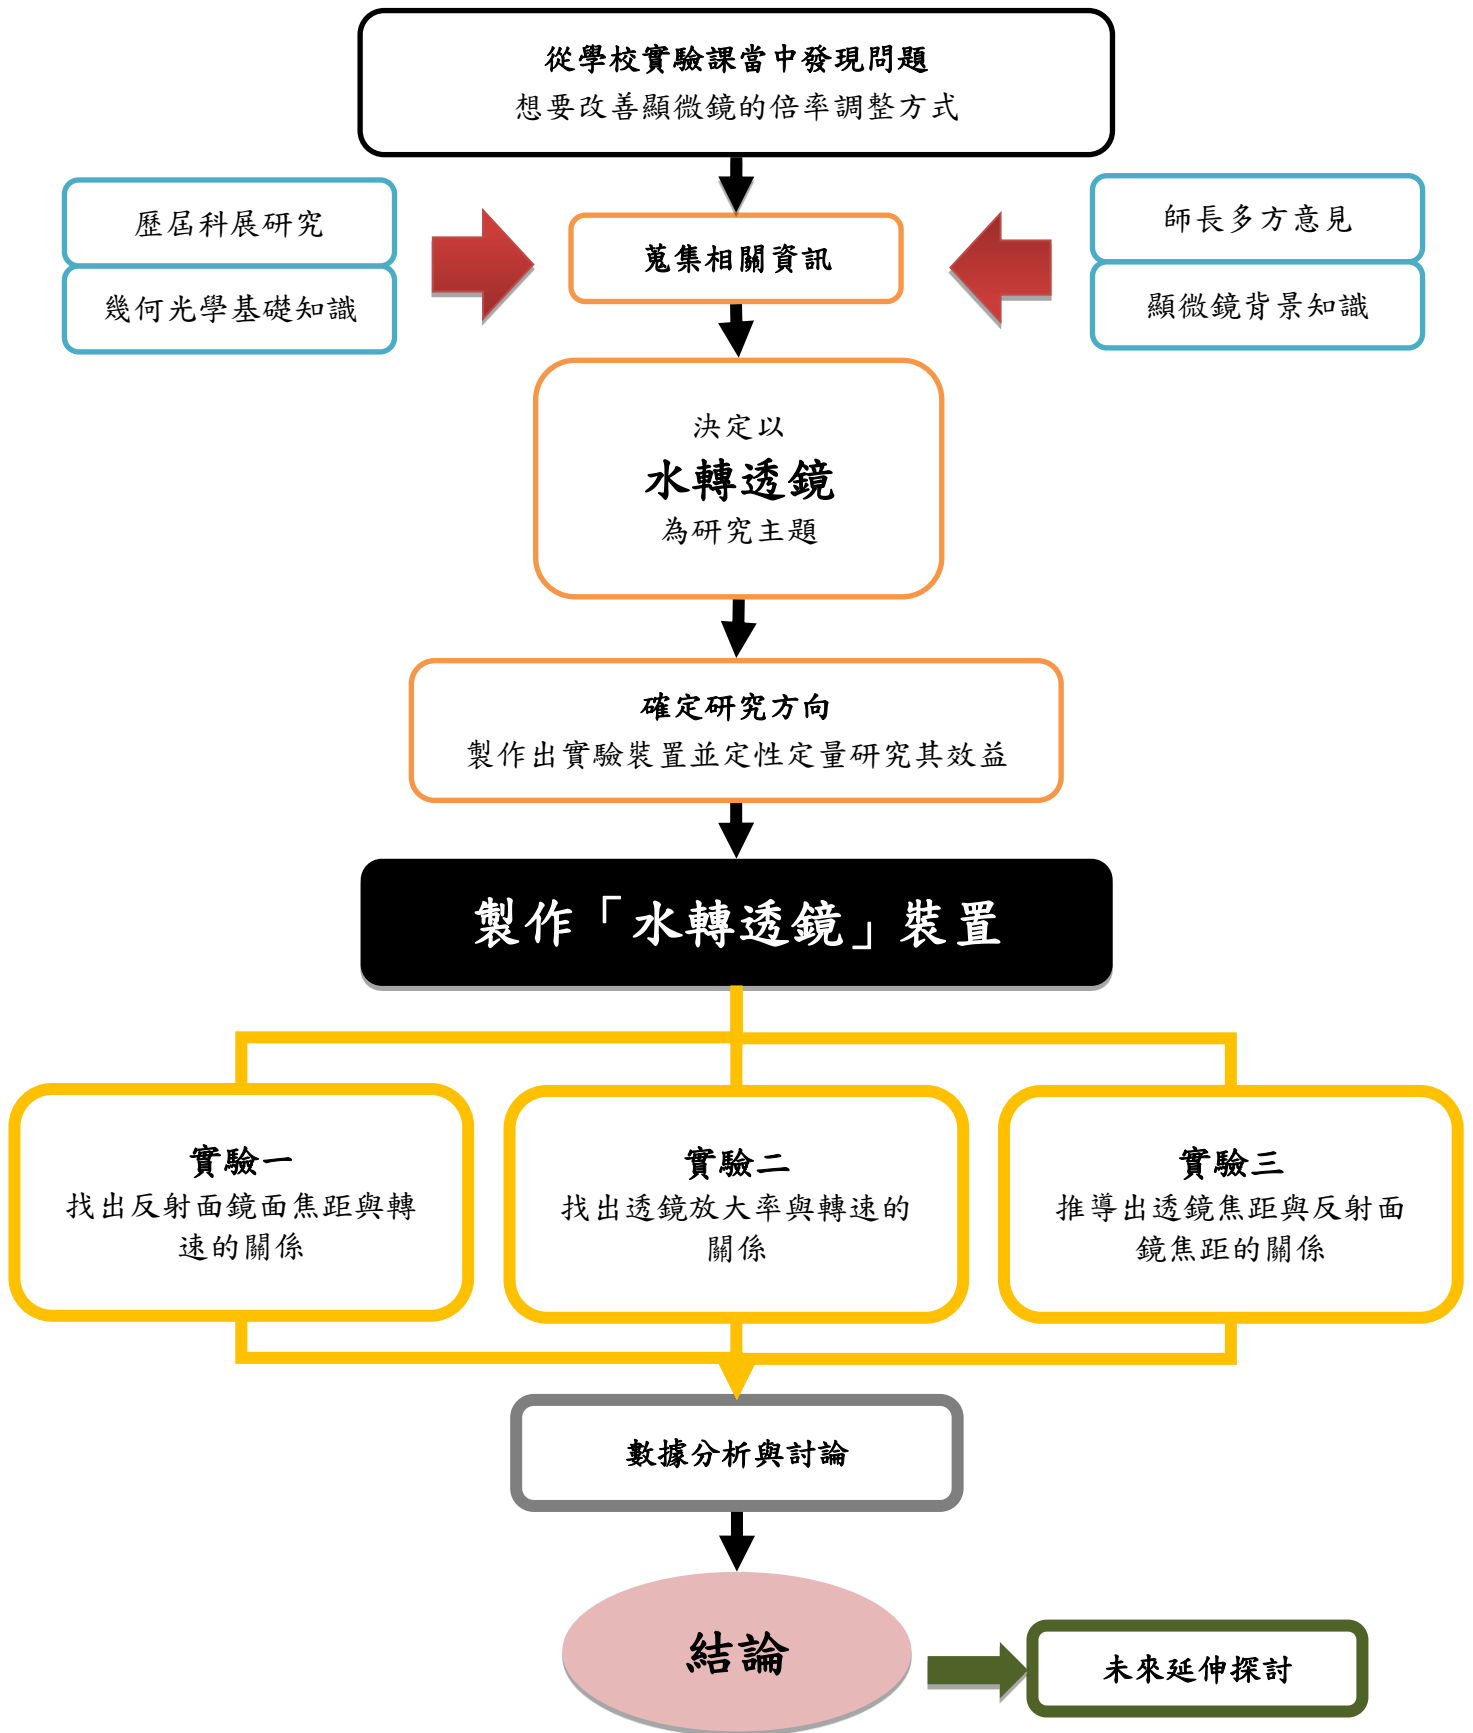 從學校實驗課當中發現問題
想要改善顯微鏡的倍率調整方式
歷屆科展研究
幾何光學基礎知識
蒐集相關資訊
師長多方意見
顯微鏡背景知識
決定以
水轉透鏡
為研究主題
確定研究方向
製作出實驗裝置並定性定量研究其效益
製作「水轉透鏡」裝置
實驗一
找出反射面鏡面焦距與轉
速的關係
實驗二
找出透鏡放大率與轉速的
關係
實驗三
推導出透鏡焦距與反射面
鏡焦距的關係
數據分析與討論
結論
未來延伸探討